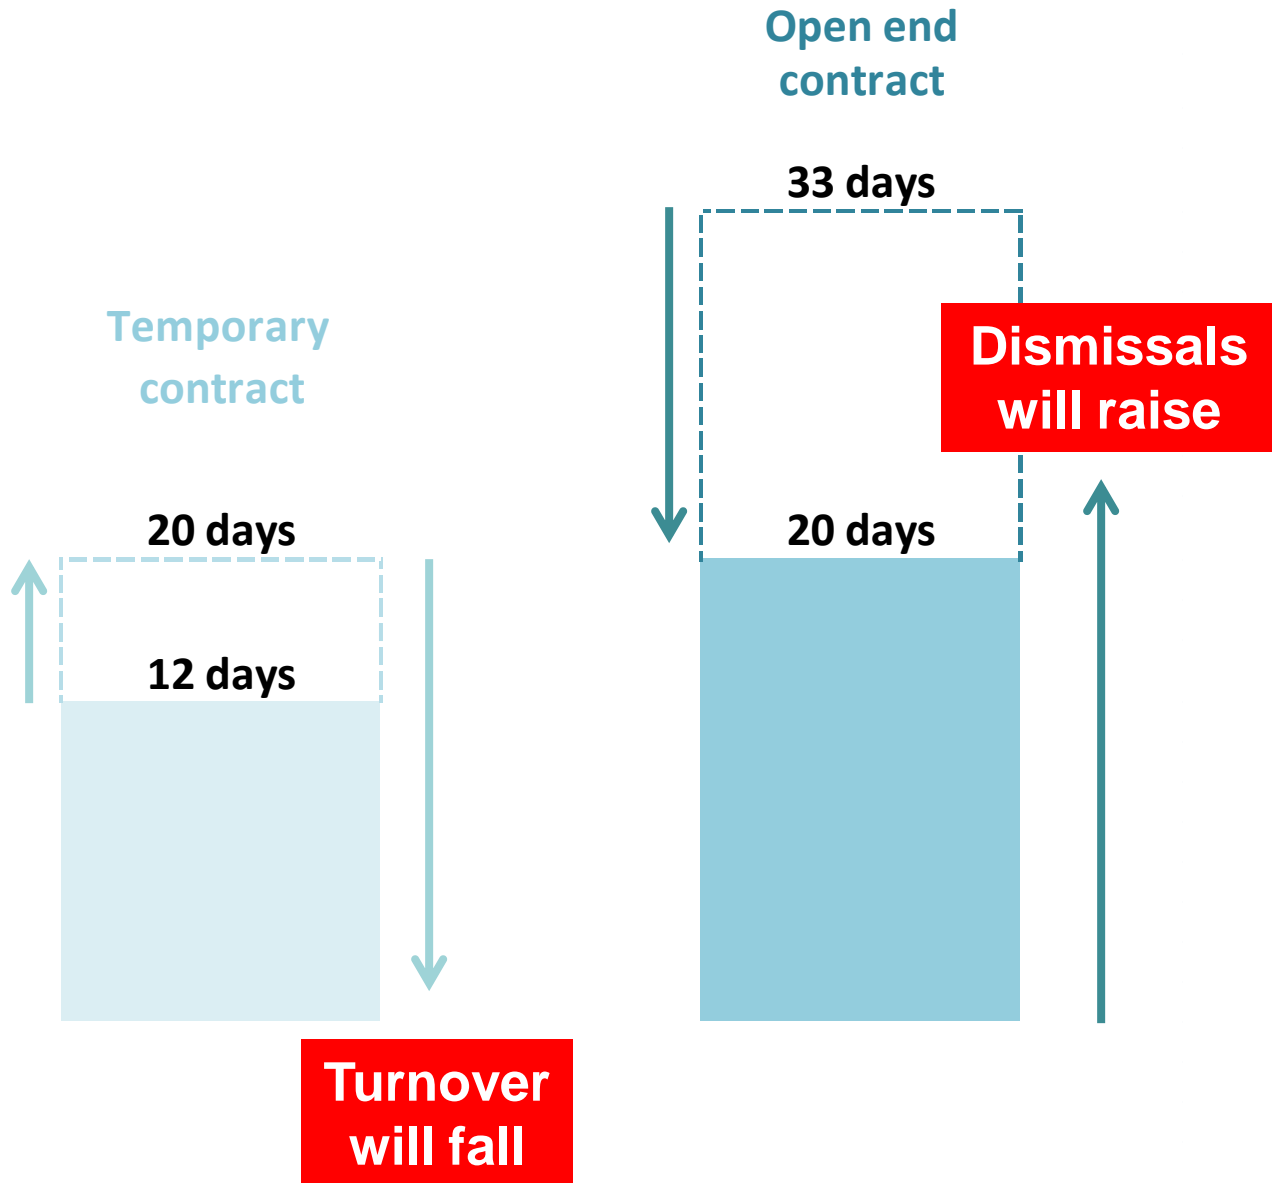 Open end
contract
33 days
Temporary
contract
Dismissals
will raise
20 days
20 days
12 days
Turnover
will fall